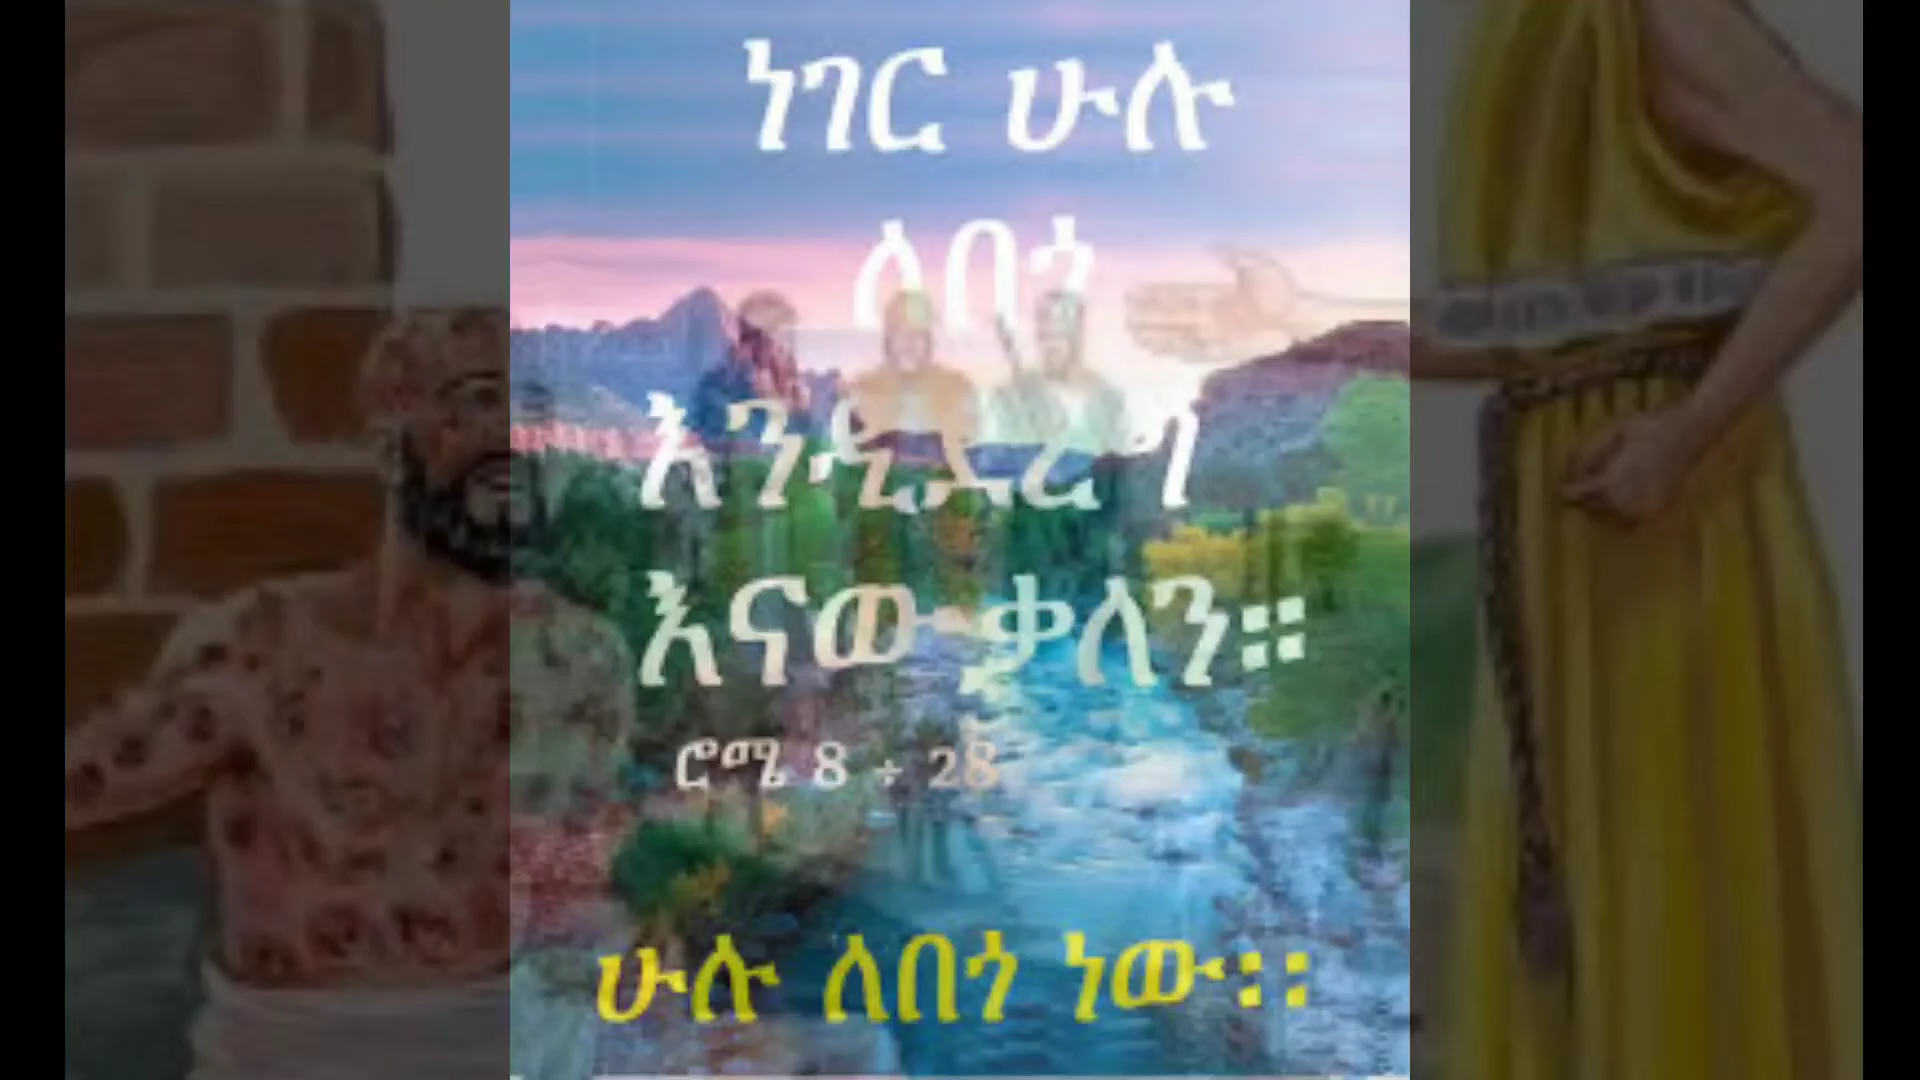 ነገር ሁሉ
ለበጎ
እንዲደረግ
እናውቃለን።
ሮሜ 8 ÷ 28
ሁሉ ለበጎ ነው፡፡